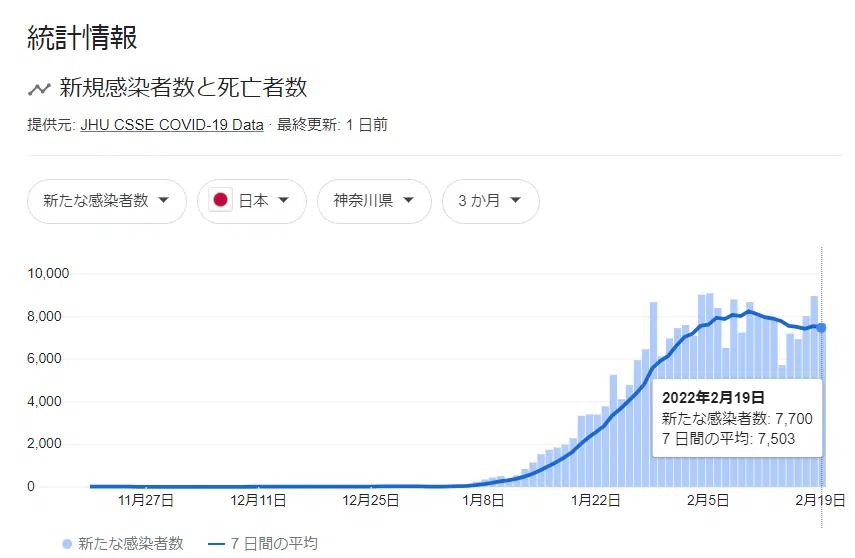 統計情報
新規感染者数と死亡者数
提供元: JHU CSSE COVID-19 Data · 最終更新: 1 日前
新たな感染者数 日本 神奈川県 3 か月
10,000
8,000
6,000
4,000
2,000
0
2022年2月19日
新たな感染者数: 7,700
7 日間の平均: 7,503
11月27日 12月11日 12月25日 1月8日 1月22日 2月5日 2月19日
新たな感染者数 7 日間の平均